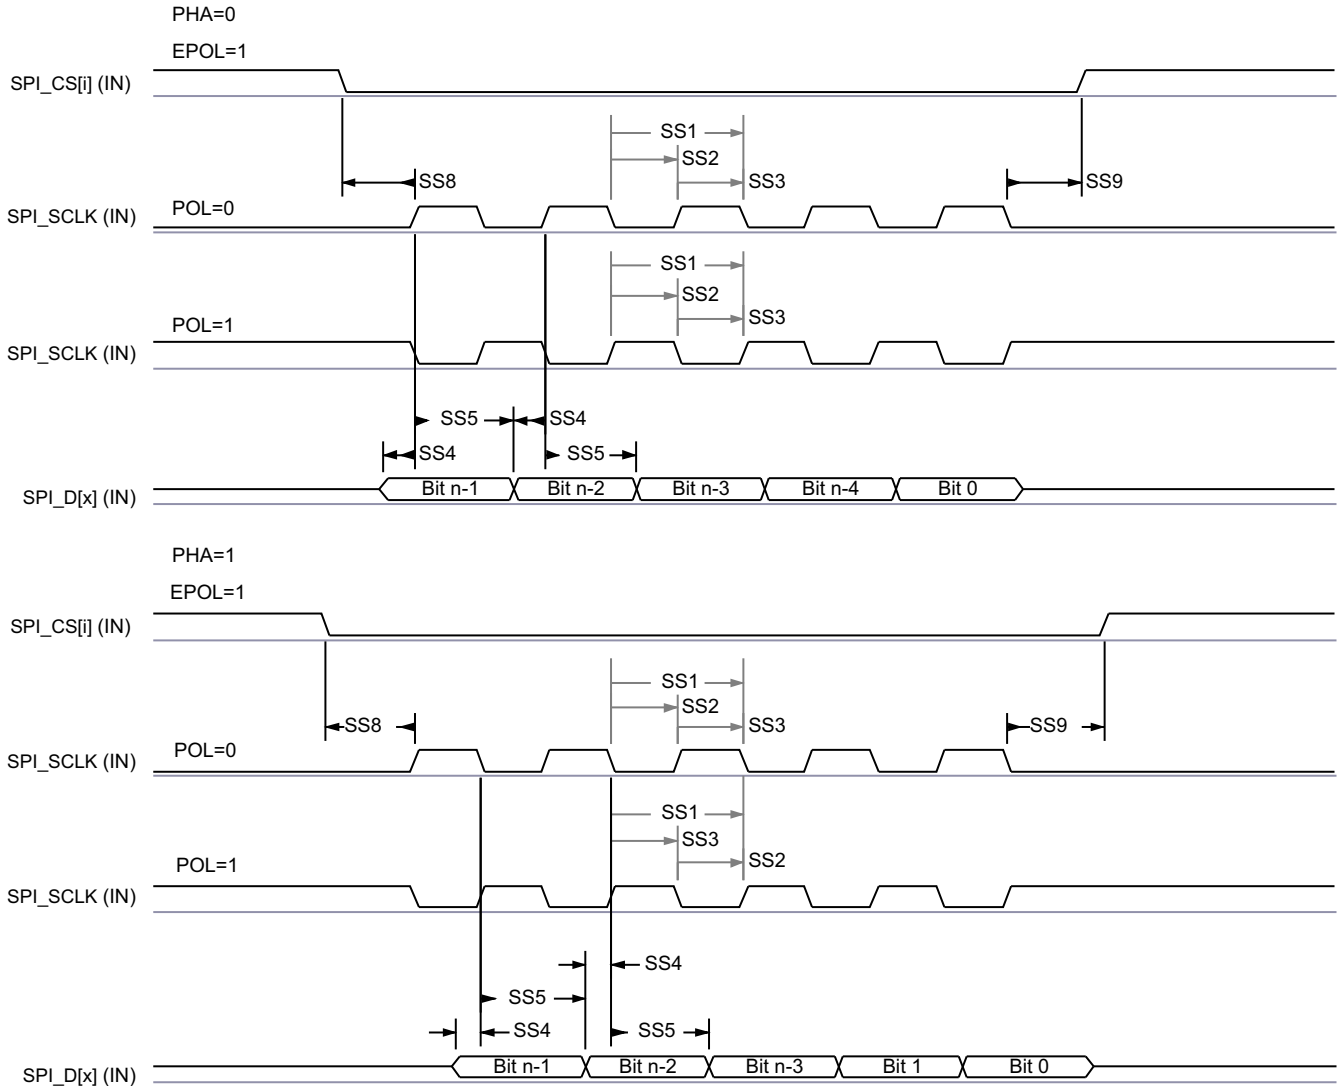 PHA=0
EPOL=1
SPI_CS[i] (IN)
SS1
SS2
SS8
SS3
SS9
POL=0
SPI_SCLK (IN)
SS1
SS2
SS3
POL=1
SPI_SCLK (IN)
SS5
SS4
SS4
SS5
SPI_D[x] (IN)
Bit n-1
Bit n-2
Bit n-3
Bit n-4
Bit 0
PHA=1
EPOL=1
SPI_CS[i] (IN)
SS1
SS2
SS8
SS3
SS9
POL=0
SPI_SCLK (IN)
SS1
SS3
SS2
POL=1
SPI_SCLK (IN)
SS4
SS5
SS4
SS5
SPI_D[x] (IN)
Bit n-1
Bit n-2
Bit n-3
Bit 1
Bit 0